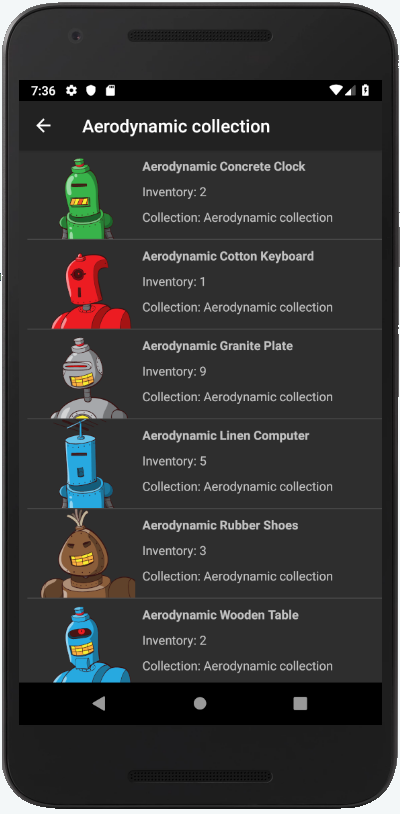 7:36
Aerodynamic collection
Aerodynamic Concrete Clock
Inventory: 2
Collection: Aerodynamic collection
Aerodynamic Cotton Keyboard
Inventory: 1
Collection: Aerodynamic collection
Aerodynamic Granite Plate
Inventory: 9
Collection: Aerodynamic collection
Aerodynamic Linen Computer
Inventory: 5
Collection: Aerodynamic collection
Aerodynamic Rubber Shoes
Inventory: 3
Collection: Aerodynamic collection
Aerodynamic Wooden Table
Inventory: 2
Collection: Aerodynamic collection